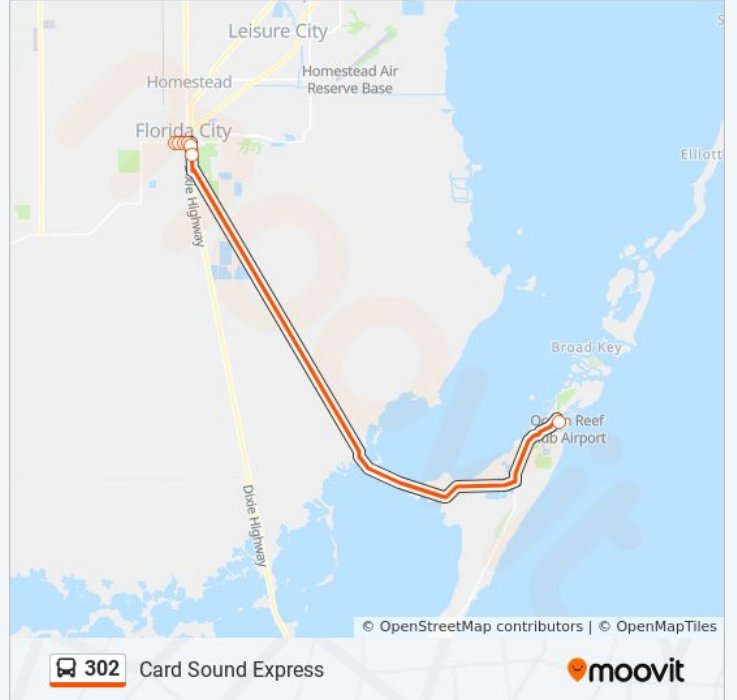 Leisure City
Homestead
Homestead Air
Reserve Base
Florida City
Elliott
Dixie Highway
Broad Key
Ocean Reef
Club Airport
Dixie Highway
© OpenStreetMap contributors | © OpenMapTiles
302 Card Sound Express
moovit